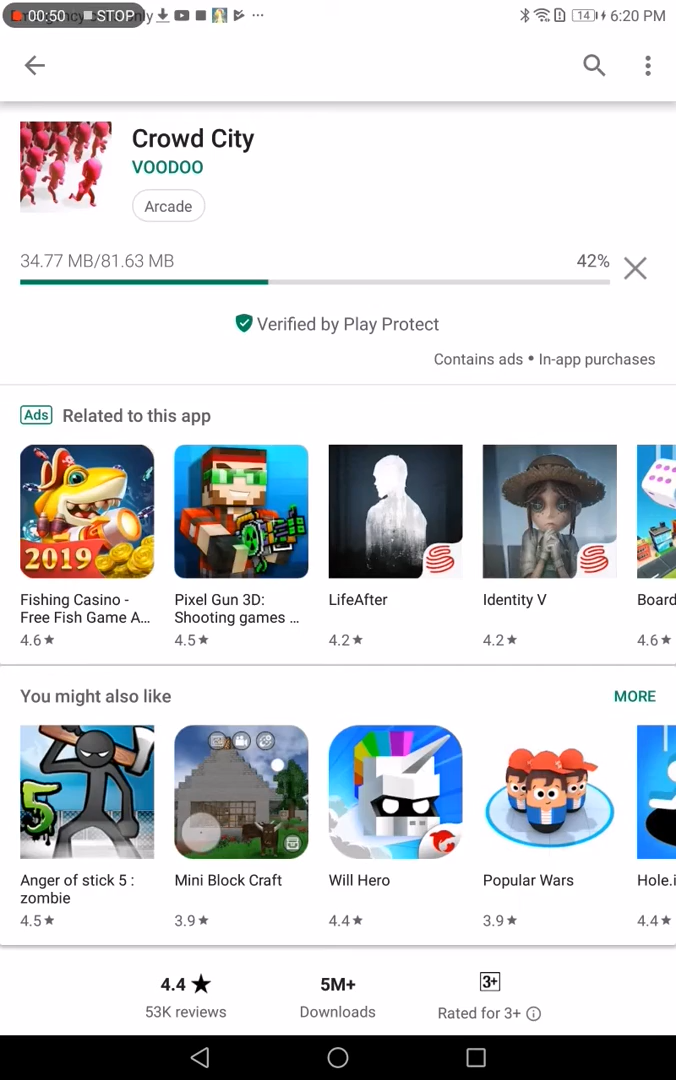 00:50 STOP nly 14 6:20 PM
Crowd City
VOODOO
Arcade
34.77 MB/81.63 MB 42%
Verified by Play Protect
Contains ads • In-app purchases
Ads Related to this app
2019
Fishing Casino - Pixel Gun 3D: LifeAfter Identity V Board
Free Fish Game A... Shooting games ...
4.6★ 4.5★ 4.2★ 4.2★ 4.6★
You might also like MORE
5
Anger of stick 5 : Mini Block Craft Will Hero Popular Wars Hole.i
zombie
4.5★ 3.9★ 4.4★ 3.9★ 4.4★
4.4 ★ 5M+ 3+
53K reviews Downloads Rated for 3+